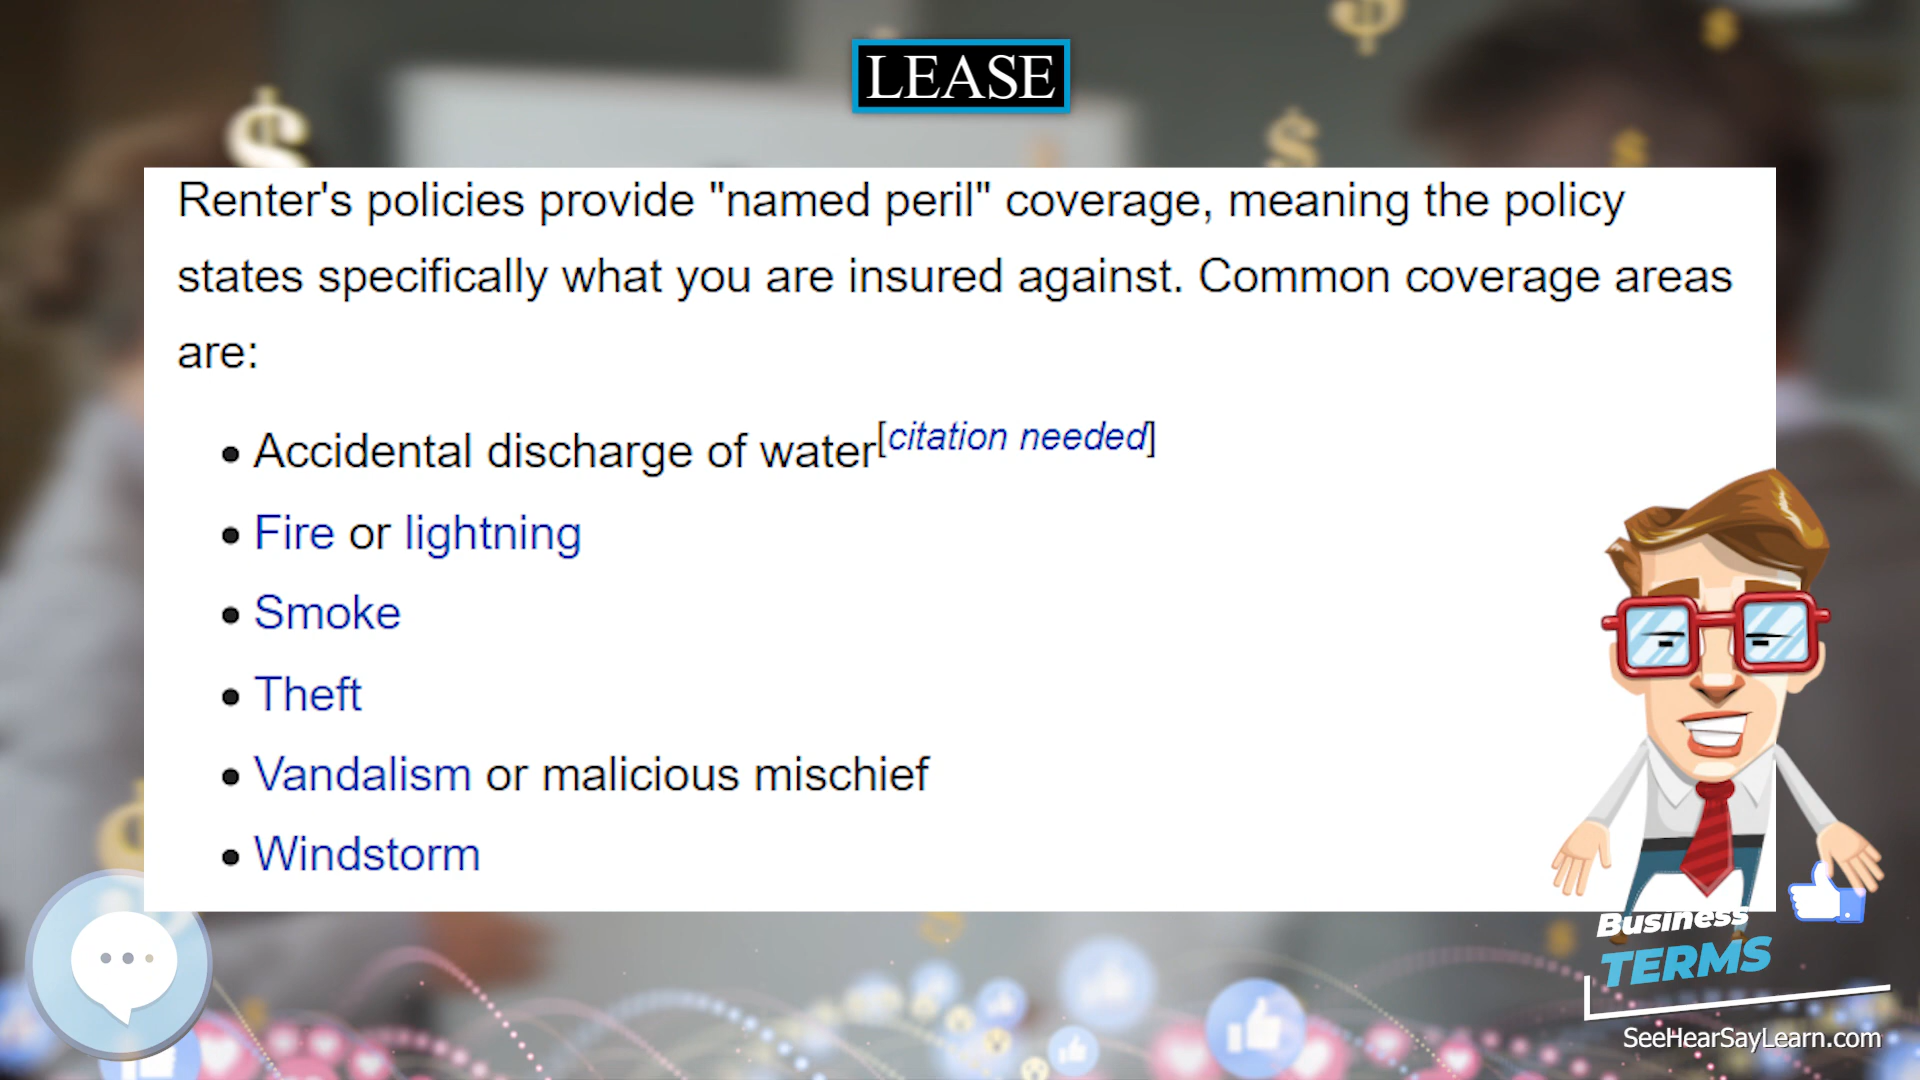 LEASE
Renter's policies provide "named peril" coverage, meaning the policy
states specifically what you are insured against. Common coverage areas
are:
• Accidental discharge of water[citation needed]
• Fire or lightning
• Smoke
• Theft
• Vandalism or malicious mischief
• Windstorm
Business
TERMS
SeeHearSayLearn.com